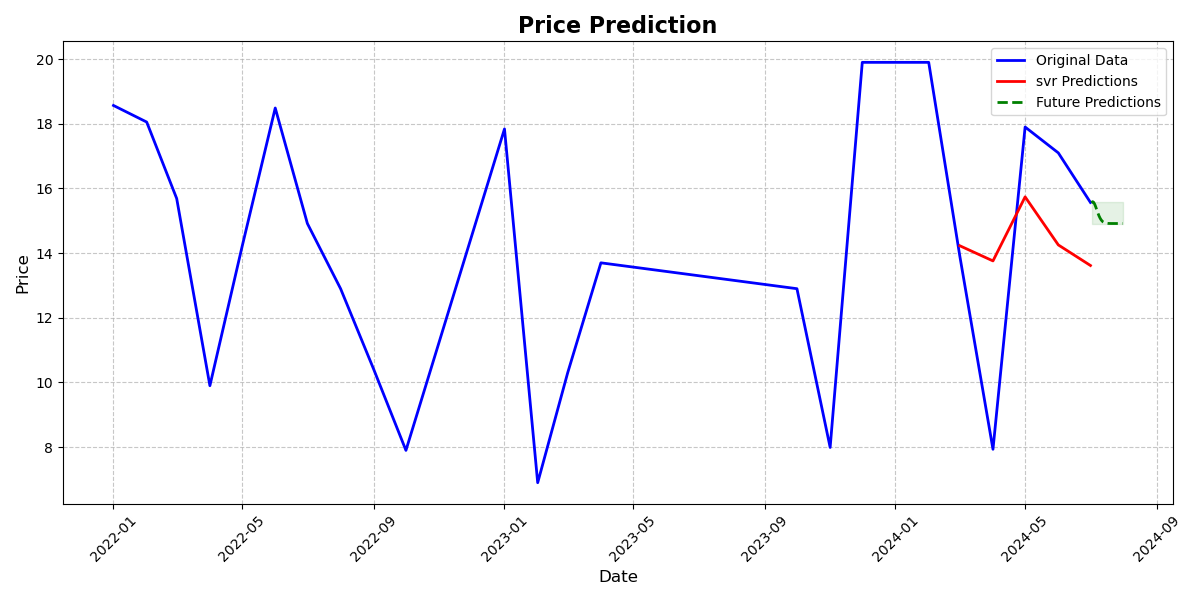 Price Prediction
Original Data
svr Predictions
Future Predictions
Price
20
18
16
14
12
10
8
2022-01
2022-05
2022-09
2023-01
2023-05
2023-09
2024-01
2024-05
2024-09
Date